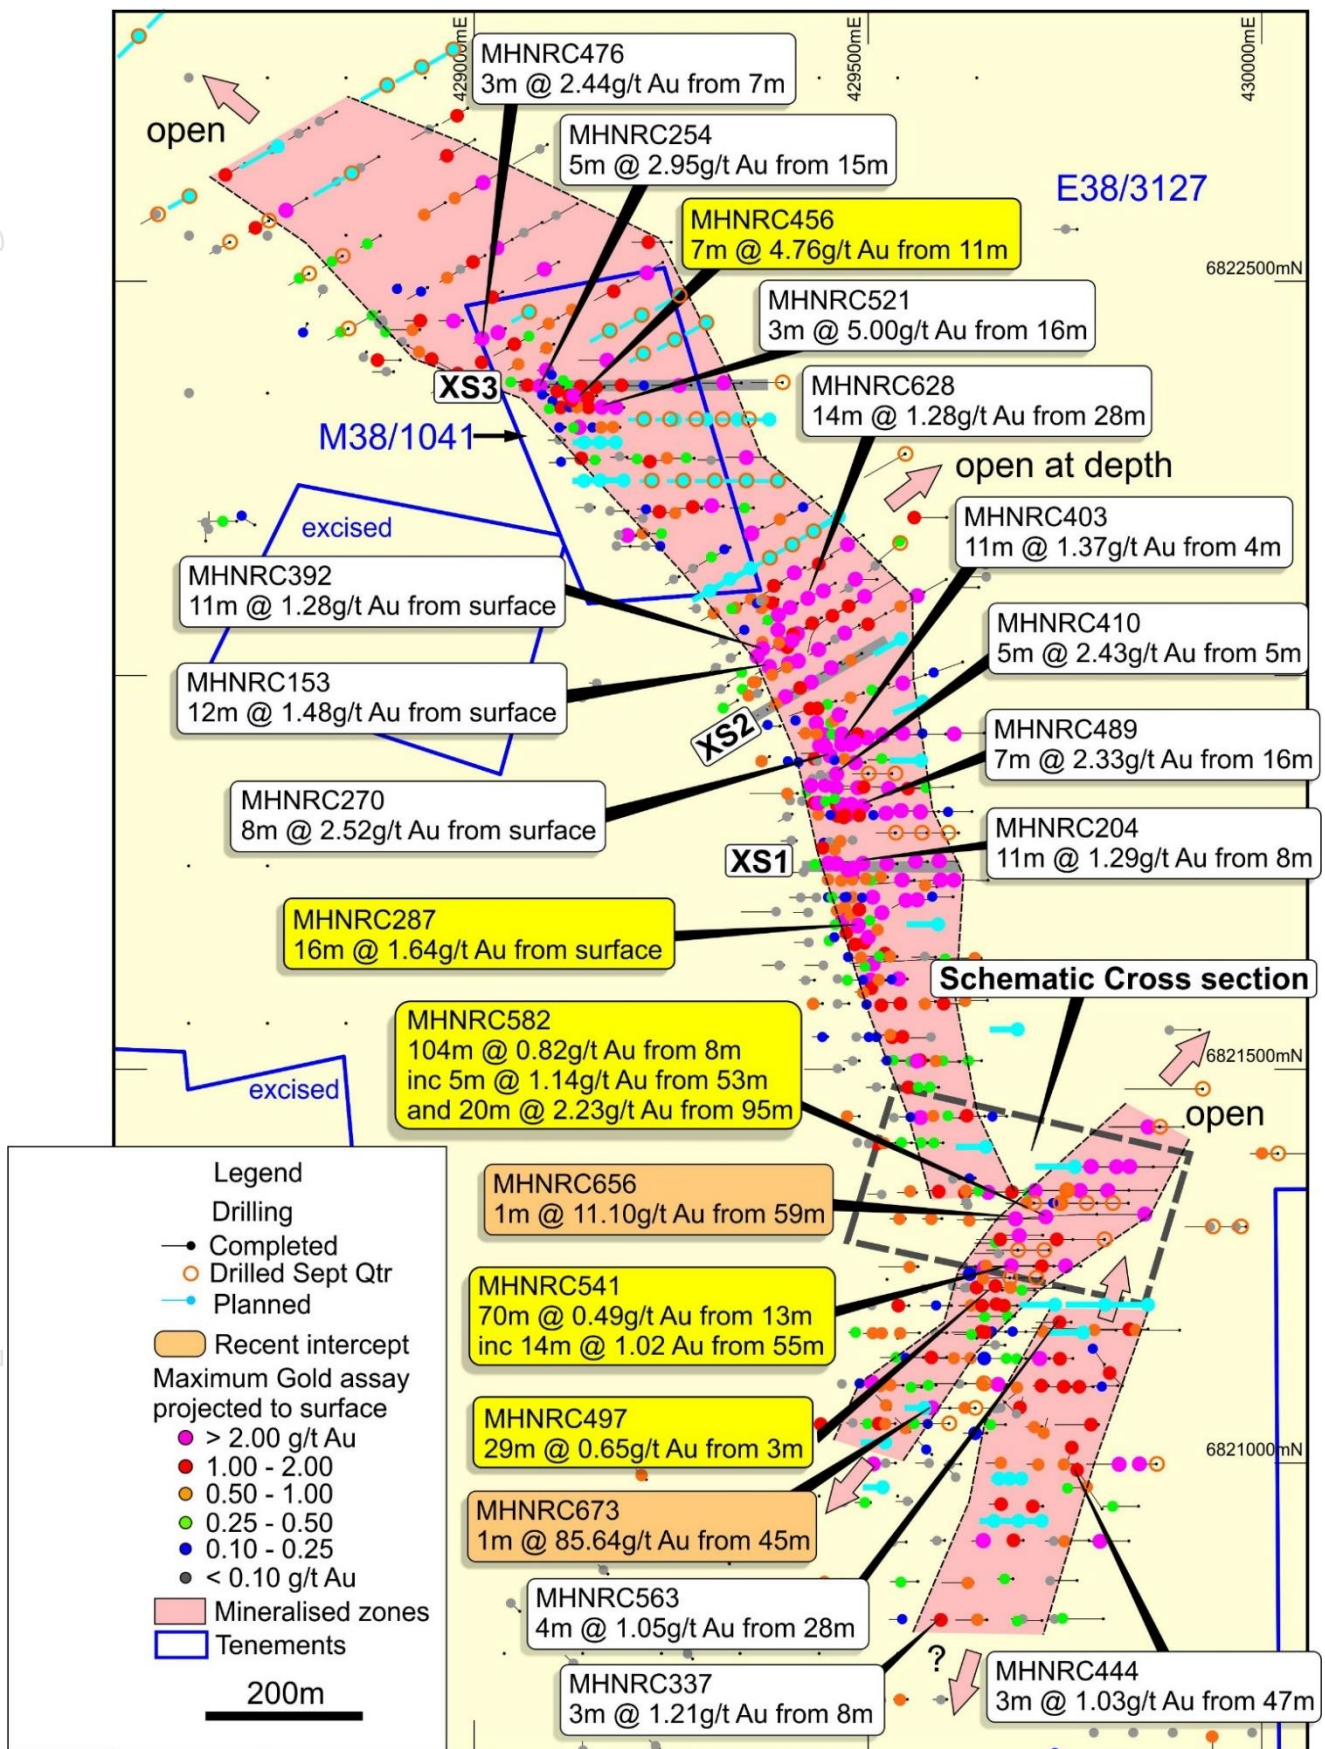 429000mE
429500mE
430000mE
MHNRC476
3m @ 2.44g/t Au from 7m
open
MHNRC254
5m @ 2.95g/t Au from 15m
E38/3127
MHNRC456
7m @ 4.76g/t Au from 11m
6822500mN
MHNRC521
3m @ 5.00g/t Au from 16m
XS3
MHNRC628
14m @ 1.28g/t Au from 28m
M38/1041
open at depth
excised
MHNRC403
11m @ 1.37g/t Au from 4m
MHNRC392
11m @ 1.28g/t Au from surface
MHNRC410
5m @ 2.43g/t Au from 5m
MHNRC153
12m @ 1.48g/t Au from surface
XS2
MHNRC489
7m @ 2.33g/t Au from 16m
MHNRC270
8m @ 2.52g/t Au from surface
MHNRC204
11m @ 1.29g/t Au from 8m
XS1
MHNRC287
16m @ 1.64g/t Au from surface
Schematic Cross section
MHNRC582
104m @ 0.82g/t Au from 8m
inc 5m @ 1.14g/t Au from 53m
and 20m @ 2.23g/t Au from 95m
6821500mN
excised
open
MHNRC656
1m @ 11.10g/t Au from 59m
MHNRC541
70m @ 0.49g/t Au from 13m
inc 14m @ 1.02 Au from 55m
MHNRC497
29m @ 0.65g/t Au from 3m
6821000mN
MHNRC673
1m @ 85.64g/t Au from 45m
MHNRC563
4m @ 1.05g/t Au from 28m
?
MHNRC337
3m @ 1.21g/t Au from 8m
MHNRC444
3m @ 1.03g/t Au from 47m
Legend
Drilling
Completed
Drilled Sept Qtr
Planned
Recent intercept
Maximum Gold assay
projected to surface
> 2.00 g/t Au
1.00 - 2.00
0.50 - 1.00
0.25 - 0.50
0.10 - 0.25
< 0.10 g/t Au
Mineralised zones
Tenements
200m